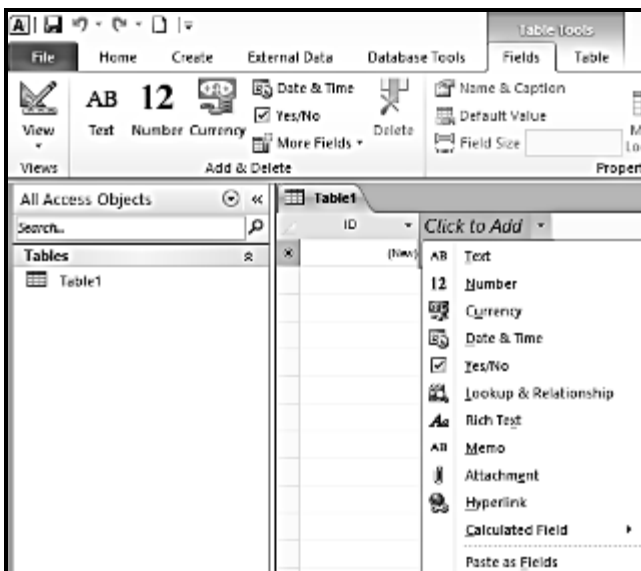 A
Table Tools
File Home Create External Data Database Tools Fields Table
View
Views
AB Text
12 Number
Currency
Date & Time
Yes/No
More Fields
Add & Delete
Delete
Name & Caption
Default Value
Field Size
Proper
All Access Objects
Search...
Tables
Table1
Table1
ID Click to Add
(New)
AB Text
12 Number
Currency
Date & Time
Yes/No
Lookup & Relationship
Aa Rich Text
AB Memo
Attachment
Hyperlink
Calculated Field
Paste as Fields